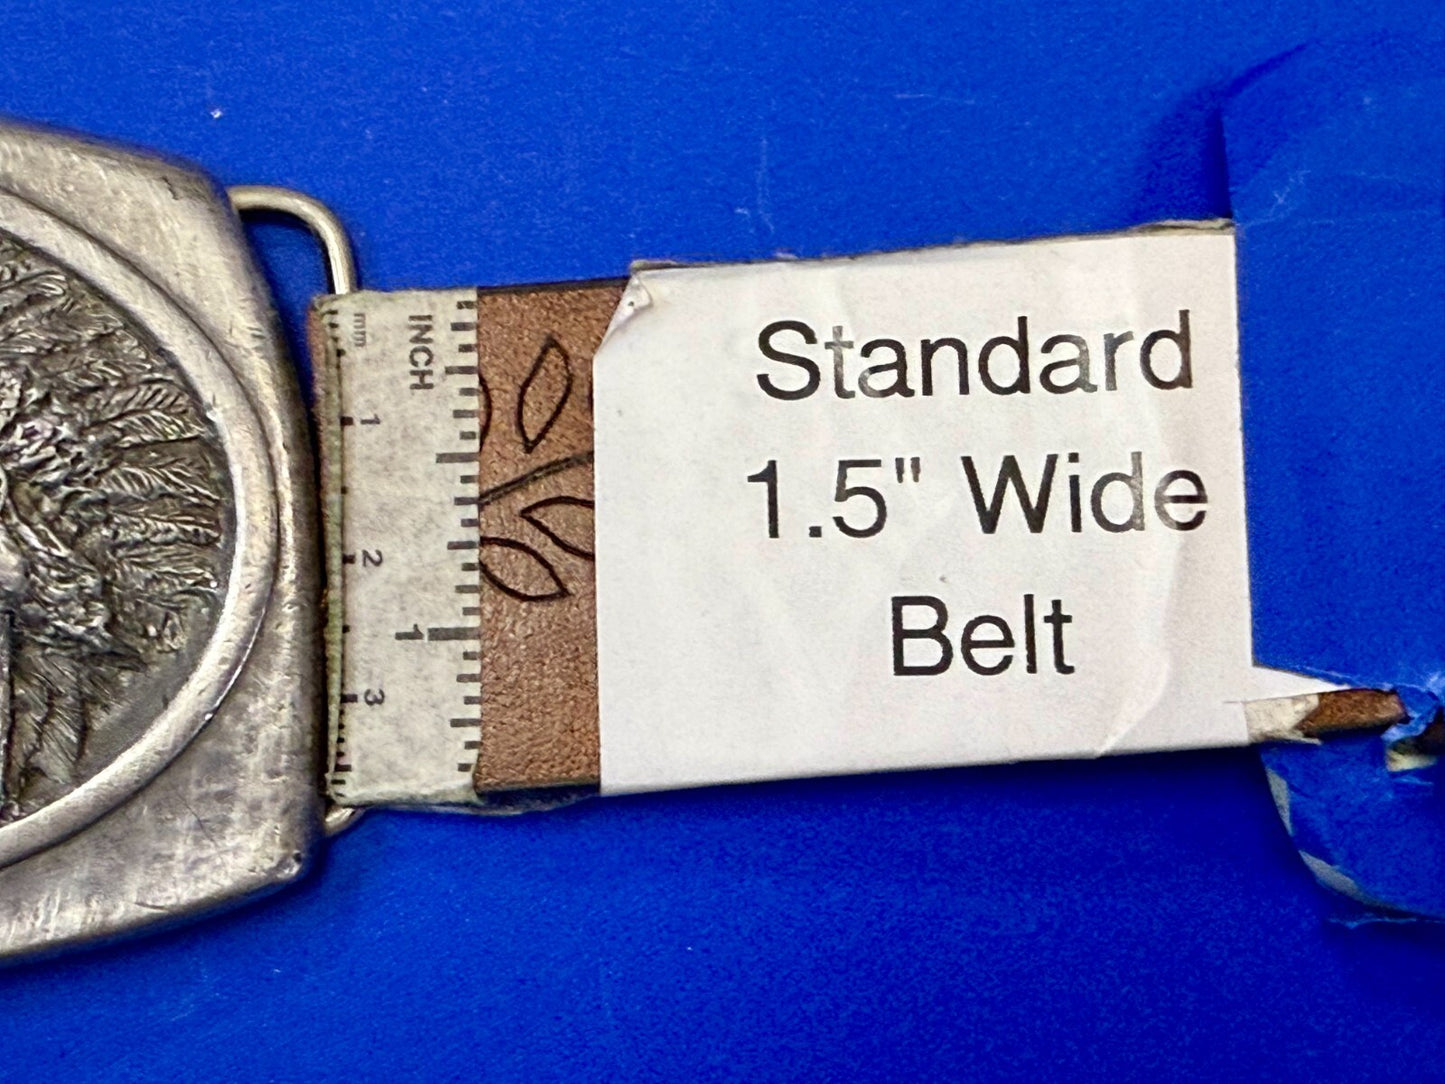 Standard
1.5" Wide
Belt
INCH
1
mm
1
2
3